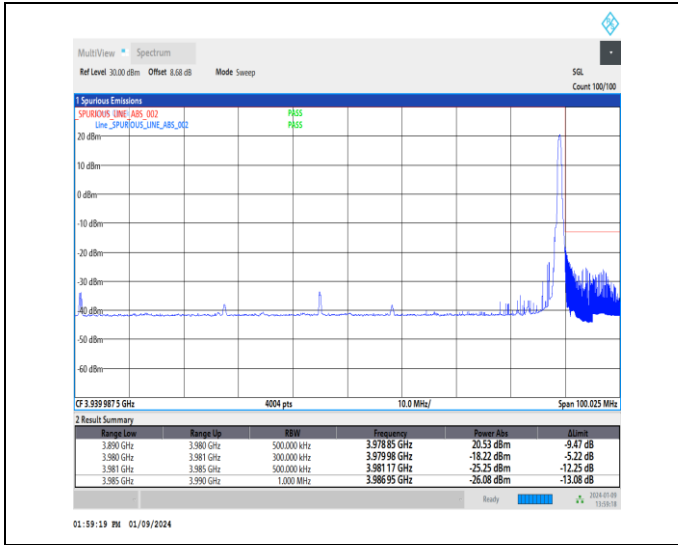 MultiView Spectrum
Ref Level 30.00 dBm Offset 8.68 dB Mode Sweep SGL
Count 100/100
1 Spurious Emissions
SPURIOUS_LINE_ABS_002 PASS
Line _SPURIOUS_LINE_ABS_002 PASS
20 dBm
10 dBm
0 dBm
-10 dBm
-20 dBm
-30 dBm
-40 dBm
-50 dBm
-60 dBm
CF 3.939 987 5 GHz 4004 pts 10.0 MHz/ Span 100.025 MHz
2 Result Summary
Range Low Range Up RBW Frequency Power Abs ΔLimit
3.890 GHz 3.980 GHz 500.000 kHz 3.978 85 GHz 20.53 dBm -9.47 dB
3.980 GHz 3.981 GHz 300.000 kHz 3.979 98 GHz -18.22 dBm -5.22 dB
3.981 GHz 3.985 GHz 500.000 kHz 3.981 17 GHz -25.25 dBm -12.25 dB
3.985 GHz 3.990 GHz 1.000 MHz 3.986 95 GHz -26.08 dBm -13.08 dB
Ready 2024-01-09
13:59:18
01:59:19 PM 01/09/2024